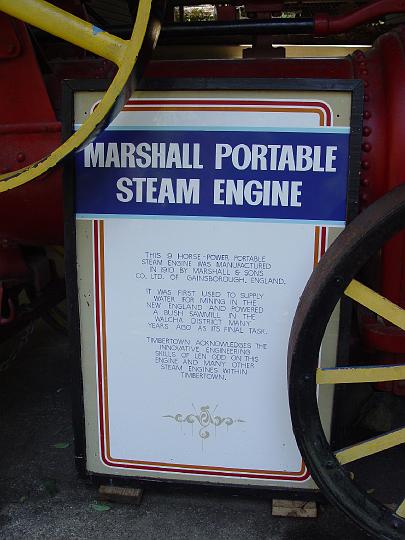 MARSHALL PORTABLE
STEAM ENGINE
THIS 9 HORSE-POWER PORTABLE
STEAM ENGINE WAS MANUFACTURED
IN 1910 BY MARSHALL & SONS
CO. LTD. OF GAINSBOROUGH, ENGLAND.
IT WAS FIRST USED TO SUPPLY
WATER FOR MINING IN THE
NEW ENGLAND AND POWERED
A BUSH SAWMILL IN THE
WALCHA DISTRICT MANY
YEARS AGO AS ITS FINAL TASK.
TIMBERTOWN ACKNOWLEDGES THE
INNOVATIVE ENGINEERING
SKILLS OF LEN ODD ON THIS
ENGINE AND MANY OTHER
STEAM ENGINES WITHIN
TIMBERTOWN.